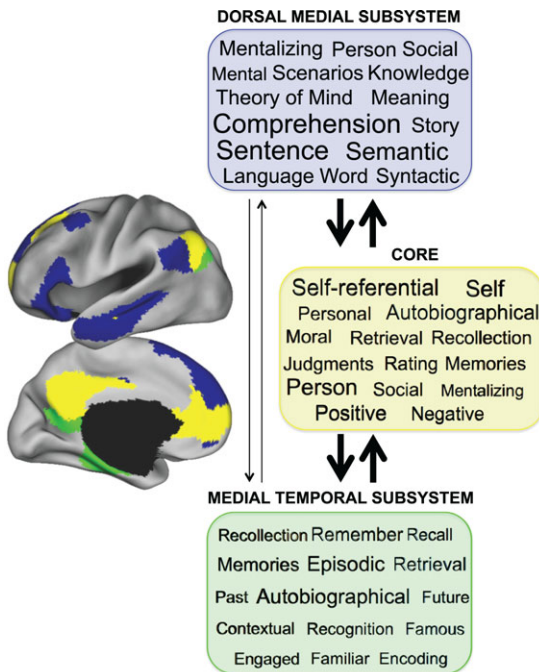 DORSAL MEDIAL SUBSYSTEM
Mentalizing Person Social
Mental Scenarios Knowledge
Theory of Mind Meaning
Comprehension Story
Sentence Semantic
Language Word Syntactic
CORE
Self-referential Self
Personal Autobiographical
Moral Retrieval Recollection
Judgments Rating Memories
Person Social Mentalizing
Positive Negative
MEDIAL TEMPORAL SUBSYSTEM
Recollection Remember Recall
Memories Episodic Retrieval
Past Autobiographical Future
Contextual Recognition Famous
Engaged Familiar Encoding